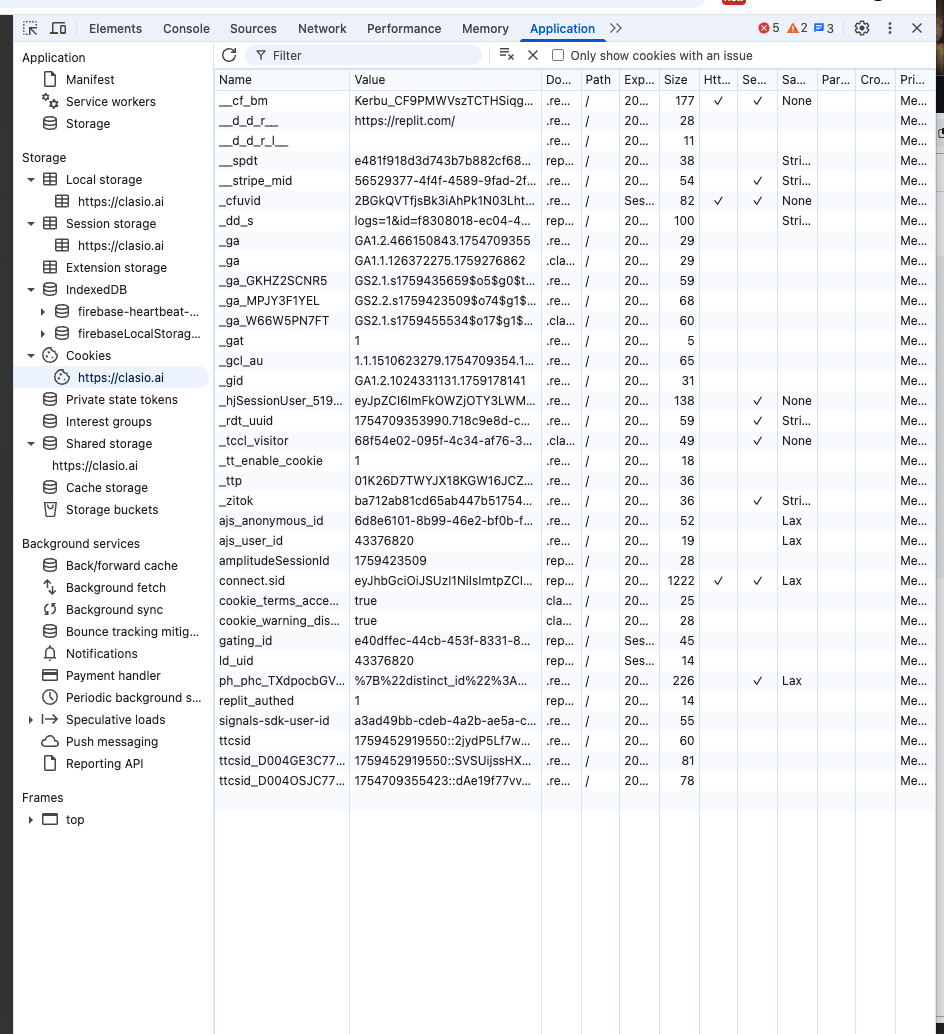 New
Elements Console Sources Network Performance Memory Application 5 2 3
Application
Manifest
Service workers
Storage
Storage
Local storage
https://clasio.ai
Session storage
https://clasio.ai
Extension storage
IndexedDB
firebase-heartbeat-...
firebaseLocalStorag...
Cookies
https://clasio.ai
Private state tokens
Interest groups
Shared storage
https://clasio.ai
Cache storage
Storage buckets
Background services
Back/forward cache
Background fetch
Background sync
Bounce tracking mitig...
Notifications
Payment handler
Periodic background s...
Speculative loads
Push messaging
Reporting API
Frames
top
Filter Only show cookies with an issue
Name Value Do... Path Exp... Size Htt... Se... Sa... Par... Cro... Pri...
__cf_bm Kerbu_CF9PMWVszTCTHSiqg... .re... / 20... 177 ✓ ✓ None Me...
__d_d_r__ https://replit.com/ .re... / 20... 28 Me...
__d_d_r_l__ .re... / 20... 11 Me...
__spdt e481f918d3d743b7b882cf68... rep... / 20... 38 Stri... Me...
__stripe_mid 56529377-4f4f-4589-9fad-2f... .re... / 20... 54 ✓ Stri... Me...
_cfuvid 2BGkQVTfjsBk3iAhPk1N03Lht... .re... / Ses... 82 ✓ ✓ None Me...
_dd_s logs=1&id=f8308018-ec04-4... rep... / 20... 100 Stri... Me...
_ga GA1.2.466150843.1754709355 .re... / 20... 29 Me...
_ga GA1.1.126372275.1759276862 .cla... / 20... 29 Me...
_ga_GKHZ2SCNR5 GS2.1.s1759435659$o5$g0$t... .re... / 20... 59 Me...
_ga_MPJY3F1YEL GS2.2.s1759423509$o74$g1$... .re... / 20... 68 Me...
_ga_W66W5PN7FT GS2.1.s1759455534$o17$g1$... .cla... / 20... 60 Me...
_gat 1 .re... / 20... 5 Me...
_gcl_au 1.1.1510623279.1754709354.1... .re... / 20... 65 Me...
_gid GA1.2.1024331131.1759178141 .re... / 20... 31 Me...
_hjSessionUser_519... eyJpZCI6ImFkOWZjOTY3LWM... .re... / 20... 138 ✓ None Me...
_rdt_uuid 1754709353990.718c9e8d-c... .re... / 20... 59 ✓ Stri... Me...
_tccl_visitor 68f54e02-095f-4c34-af76-3... .cla... / 20... 49 ✓ None Me...
_tt_enable_cookie 1 .re... / 20... 18 Me...
_ttp 01K26D7TWYJX18KGW16JCZ... .re... / 20... 36 Me...
_zitok ba712ab81cd65ab447b51754... .re... / 20... 36 ✓ Stri... Me...
ajs_anonymous_id 6d8e6101-8b99-46e2-bf0b-f... .re... / 20... 52 Lax Me...
ajs_user_id 43376820 .re... / 20... 19 Lax Me...
amplitudeSessionId 1759423509 rep... / 20... 28 Me...
connect.sid eyJhbGciOiJSUzI1NiIsImtpZCI... rep... / 20... 1222 ✓ ✓ Lax Me...
cookie_terms_acce... true cla... / 20... 25 Me...
cookie_warning_dis... true cla... / 20... 28 Me...
gating_id e40dffec-44cb-453f-8331-8... rep... / Ses... 45 Me...
ld_uid 43376820 rep... / Ses... 14 Me...
ph_phc_TXdpocbGV... %7B%22distinct_id%22%3A... .re... / 20... 226 ✓ Lax Me...
replit_authed 1 rep... / 20... 14 Me...
signals-sdk-user-id a3ad49bb-cdeb-4a2b-ae5a-c... .re... / 20... 55 Me...
ttcsid 1759452919550::2jydP5Lf7w... .re... / 20... 60 Me...
ttcsid_D004GE3C77... 1759452919550::SVSUijssHX... .re... / 20... 81 Me...
ttcsid_D004OSJC77... 1754709355423::dAe19f77vv... .re... / 20... 78 Me...